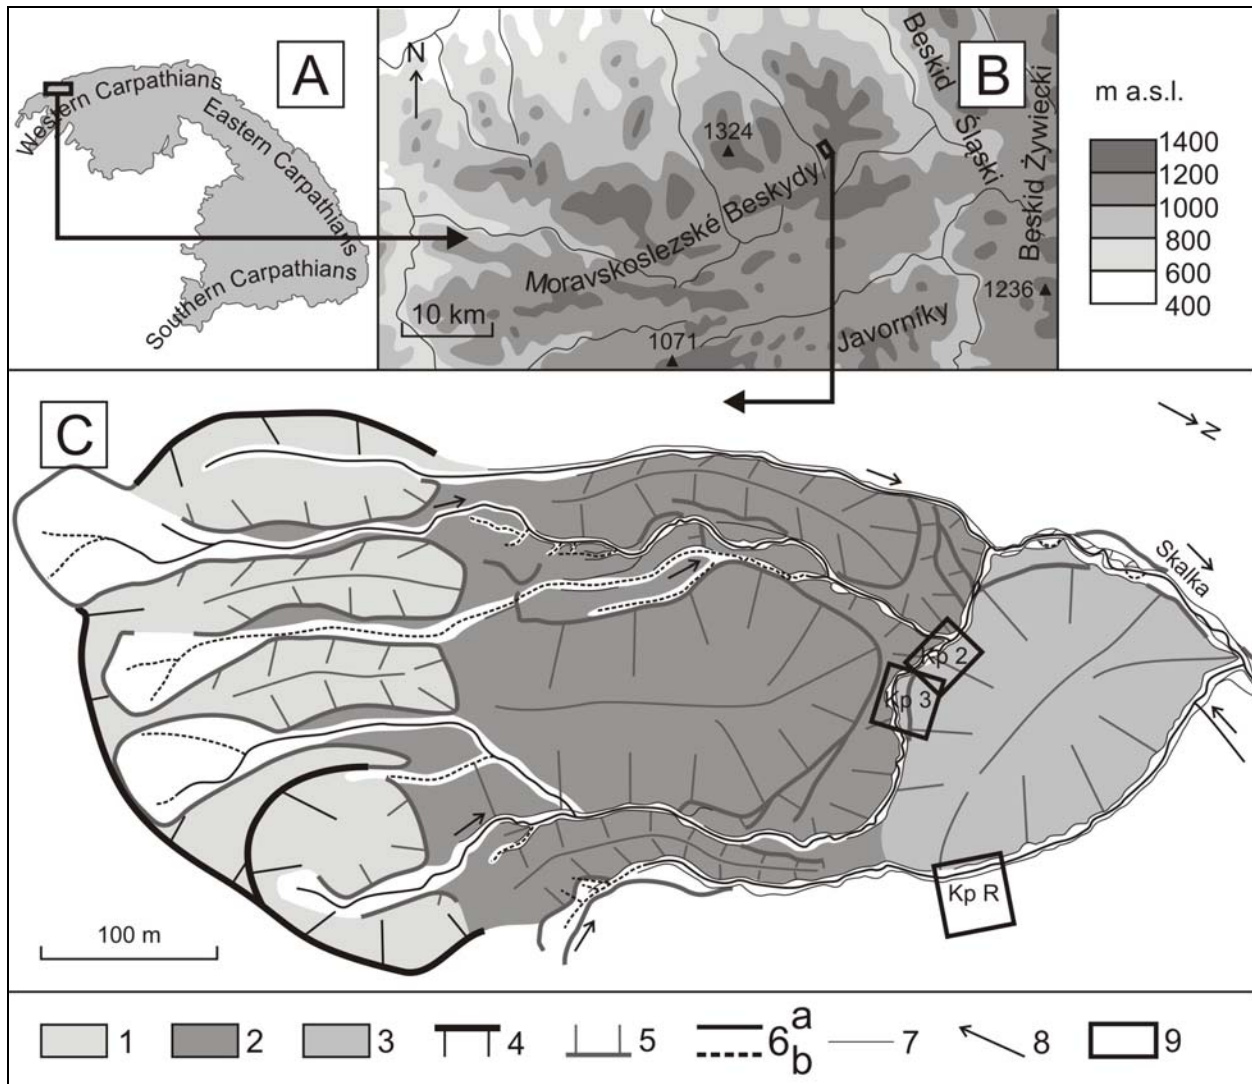 A
Western Carpathians
Eastern Carpathians
Southern Carpathians
B
N
Beskid Śląski
Beskid Żywiecki
1324
Moravskoslezské Beskydy
1236
10 km
Javorníky
1071
m a.s.l.
1400
1200
1000
800
600
400
C
N
Skalka
Kp 2
Kp 3
Kp R
100 m
1
2
3
4
5
6 a
b
7
8
9